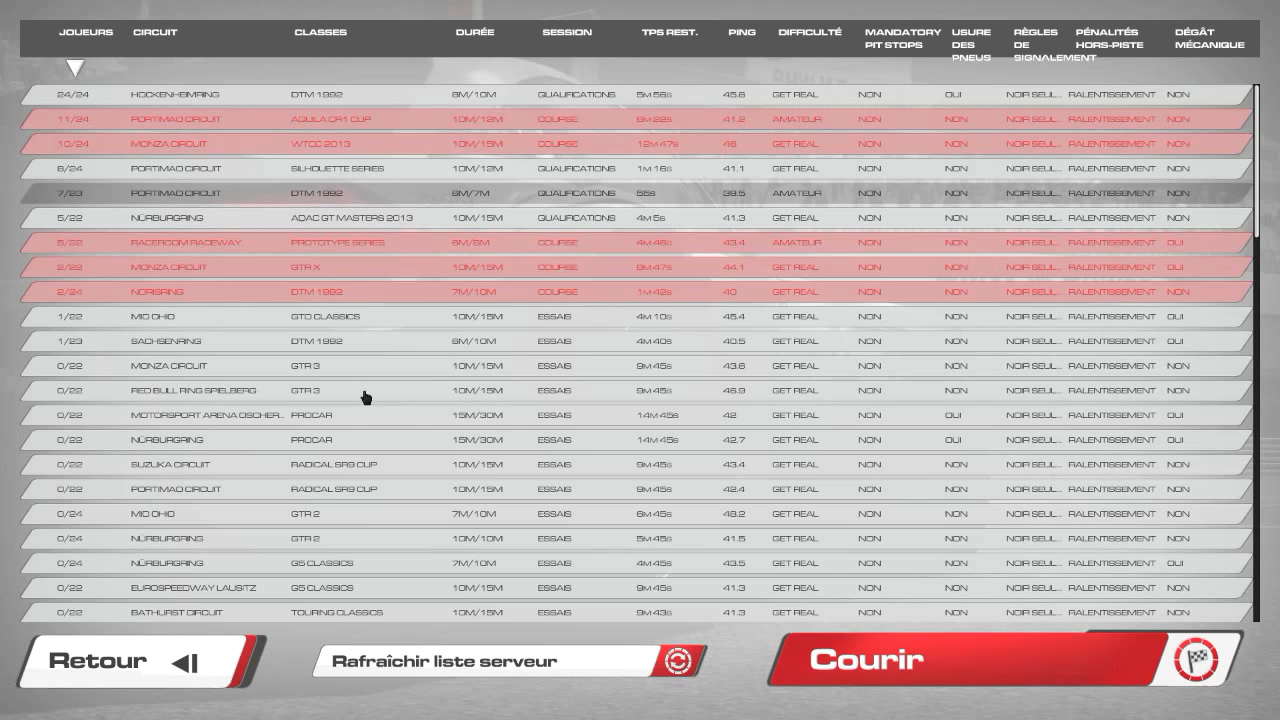 JOUEURS CIRCUIT CLASSES DURÉE SESSION TPS REST. PING DIFFICULTÉ MANDATORY PIT STOPS USURE DES PNEUS RÈGLES DE SIGNALEMENT PÉNALITÉS HORS-PISTE DÉGÂT MÉCANIQUE
24/24 HOCKENHEIMRING DTM 1992 8M/10M QUALIFICATIONS 5M 56S 45.6 GET REAL NON OUI NOIR SEUL... RALENTISSEMENT NON
11/24 PORTIMAO CIRCUIT AQUILA CR1 CUP 10M/12M COURSE 6M 22S 41.2 AMATEUR NON NON NOIR SEUL... RALENTISSEMENT NON
10/24 MONZA CIRCUIT WTCC 2013 10M/15M COURSE 12M 47S 46 GET REAL NON NON NOIR SEUL... RALENTISSEMENT NON
8/24 PORTIMAO CIRCUIT SILHOUETTE SERIES 10M/12M QUALIFICATIONS 1M 16S 41.1 GET REAL NON NON NOIR SEUL... RALENTISSEMENT NON
7/23 PORTIMAO CIRCUIT DTM 1992 6M/7M QUALIFICATIONS 55S 39.5 AMATEUR NON NON NOIR SEUL... RALENTISSEMENT NON
5/22 NÜRBURGRING ADAC GT MASTERS 2013 10M/15M QUALIFICATIONS 4M 5S 41.3 GET REAL NON NON NOIR SEUL... RALENTISSEMENT NON
5/22 RACEROOM RACEWAY PROTOTYPE SERIES 6M/8M COURSE 4M 46S 43.4 AMATEUR NON NON NOIR SEUL... RALENTISSEMENT OUI
2/22 MONZA CIRCUIT GTR X 10M/15M COURSE 8M 47S 44.1 GET REAL NON NON NOIR SEUL... RALENTISSEMENT OUI
2/24 NORISRING DTM 1992 7M/10M COURSE 1M 42S 40 GET REAL NON NON NOIR SEUL... RALENTISSEMENT NON
1/22 MID OHIO GTO CLASSICS 10M/15M ESSAIS 4M 10S 45.4 GET REAL NON NON NOIR SEUL... RALENTISSEMENT OUI
1/23 SACHSENRING DTM 1992 6M/10M ESSAIS 4M 40S 40.5 GET REAL NON NON NOIR SEUL... RALENTISSEMENT OUI
0/22 MONZA CIRCUIT GTR 3 10M/15M ESSAIS 9M 45S 43.6 GET REAL NON NON NOIR SEUL... RALENTISSEMENT NON
0/22 RED BULL RING SPIELBERG GTR 3 10M/15M ESSAIS 9M 45S 46.9 GET REAL NON NON NOIR SEUL... RALENTISSEMENT NON
0/22 MOTORSPORT ARENA OSCHER... PROCAR 15M/30M ESSAIS 14M 45S 42 GET REAL NON OUI NOIR SEUL... RALENTISSEMENT OUI
0/22 NÜRBURGRING PROCAR 15M/30M ESSAIS 14M 45S 42.7 GET REAL NON OUI NOIR SEUL... RALENTISSEMENT OUI
0/22 SUZUKA CIRCUIT RADICAL SR9 CUP 10M/15M ESSAIS 9M 45S 43.4 GET REAL NON NON NOIR SEUL... RALENTISSEMENT NON
0/22 PORTIMAO CIRCUIT RADICAL SR9 CUP 10M/15M ESSAIS 9M 45S 42.4 GET REAL NON NON NOIR SEUL... RALENTISSEMENT NON
0/24 MID OHIO GTR 2 7M/10M ESSAIS 6M 45S 48.2 GET REAL NON NON NOIR SEUL... RALENTISSEMENT NON
0/24 NÜRBURGRING GTR 2 10M/10M ESSAIS 5M 45S 41.5 GET REAL NON NON NOIR SEUL... RALENTISSEMENT NON
0/24 NÜRBURGRING G5 CLASSICS 7M/10M ESSAIS 4M 45S 43.5 GET REAL NON NON NOIR SEUL... RALENTISSEMENT OUI
0/22 EUROSPEEDWAY LAUSITZ G5 CLASSICS 10M/15M ESSAIS 9M 45S 41.3 GET REAL NON NON NOIR SEUL... RALENTISSEMENT NON
0/22 BATHURST CIRCUIT TOURING CLASSICS 10M/15M ESSAIS 9M 43S 41.3 GET REAL NON NON NOIR SEUL... RALENTISSEMENT NON
Retour Rafraîchir liste serveur Courir